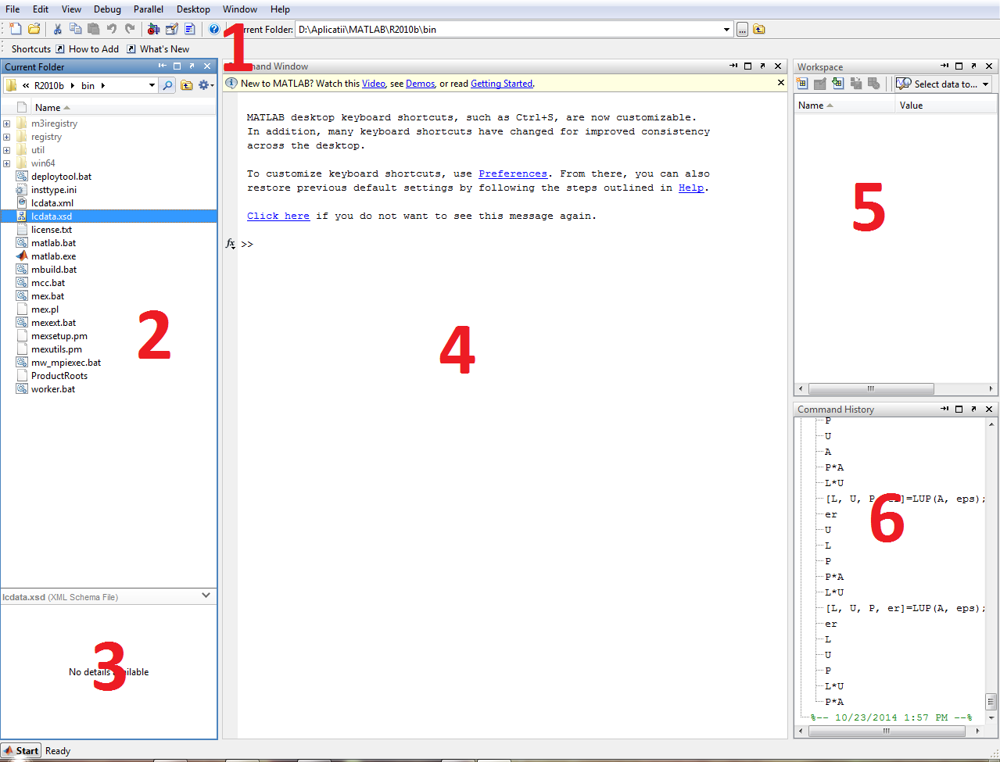 File Edit View Debug Parallel Desktop Window Help
1
Current Folder: D:\Aplicatii\MATLAB\R2010b\bin
Shortcuts How to Add What's New
Current Folder
« R2010b bin
Name
m3iregistry
registry
util
win64
deploytool.bat
insttype.ini
lcdata.xml
lcdata.xsd
license.txt
matlab.bat
matlab.exe
mbuild.bat
mcc.bat
mex.bat
mex.pl
mexext.bat
mexsetup.pm
mexutils.pm
mw_mpiexec.bat
ProductRoots
worker.bat
2
lcdata.xsd (XML Schema File)
No details available
3
Command Window
New to MATLAB? Watch this Video, see Demos, or read Getting Started.
MATLAB desktop keyboard shortcuts, such as Ctrl+S, are now customizable.
In addition, many keyboard shortcuts have changed for improved consistency
across the desktop.
To customize keyboard shortcuts, use Preferences. From there, you can also
restore previous default settings by following the steps outlined in Help.
Click here if you do not want to see this message again.
fx >>
4
Workspace
Select data to...
Name Value
5
Command History
P
U
A
P*A
L*U
[L, U, P, er]=LUP(A, eps);
er
U
L
P
P*A
L*U
[L, U, P, er]=LUP(A, eps);
er
L
U
P
L*U
P*A
%-- 10/23/2014 1:57 PM --%
6
Start Ready